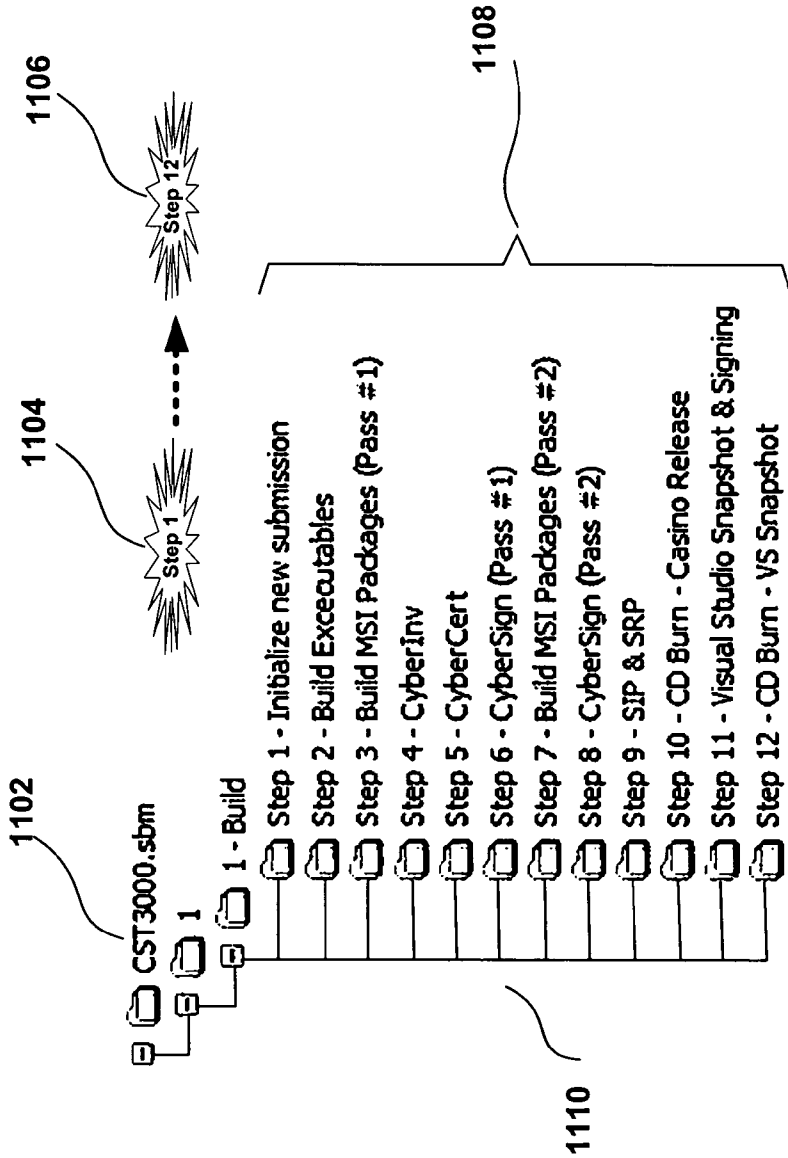 1102
1104
1106
Step 1
Step 12
CST3000.sbm
1
1 - Build
Step 1 - Initialize new submission
Step 2 - Build Excecutables
Step 3 - Build MSI Packages (Pass #1)
Step 4 - CyberInv
Step 5 - CyberCert
Step 6 - CyberSign (Pass #1)
Step 7 - Build MSI Packages (Pass #2)
Step 8 - CyberSign (Pass #2)
Step 9 - SIP & SRP
Step 10 - CD Burn - Casino Release
Step 11 - Visual Studio Snapshot & Signing
Step 12 - CD Burn - VS Snapshot
1108
1110